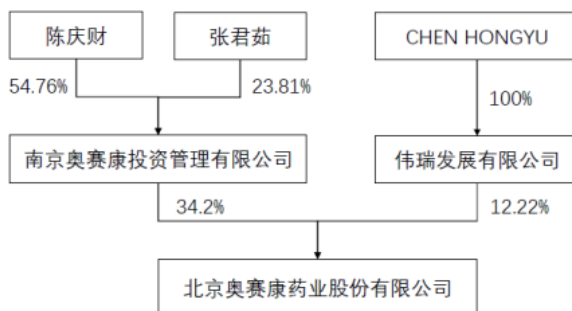 陈庆财
张君茹
CHEN HONGYU
54.76%
23.81%
100%
南京奥赛康投资管理有限公司
伟瑞发展有限公司
34.2%
12.22%
北京奥赛康药业股份有限公司